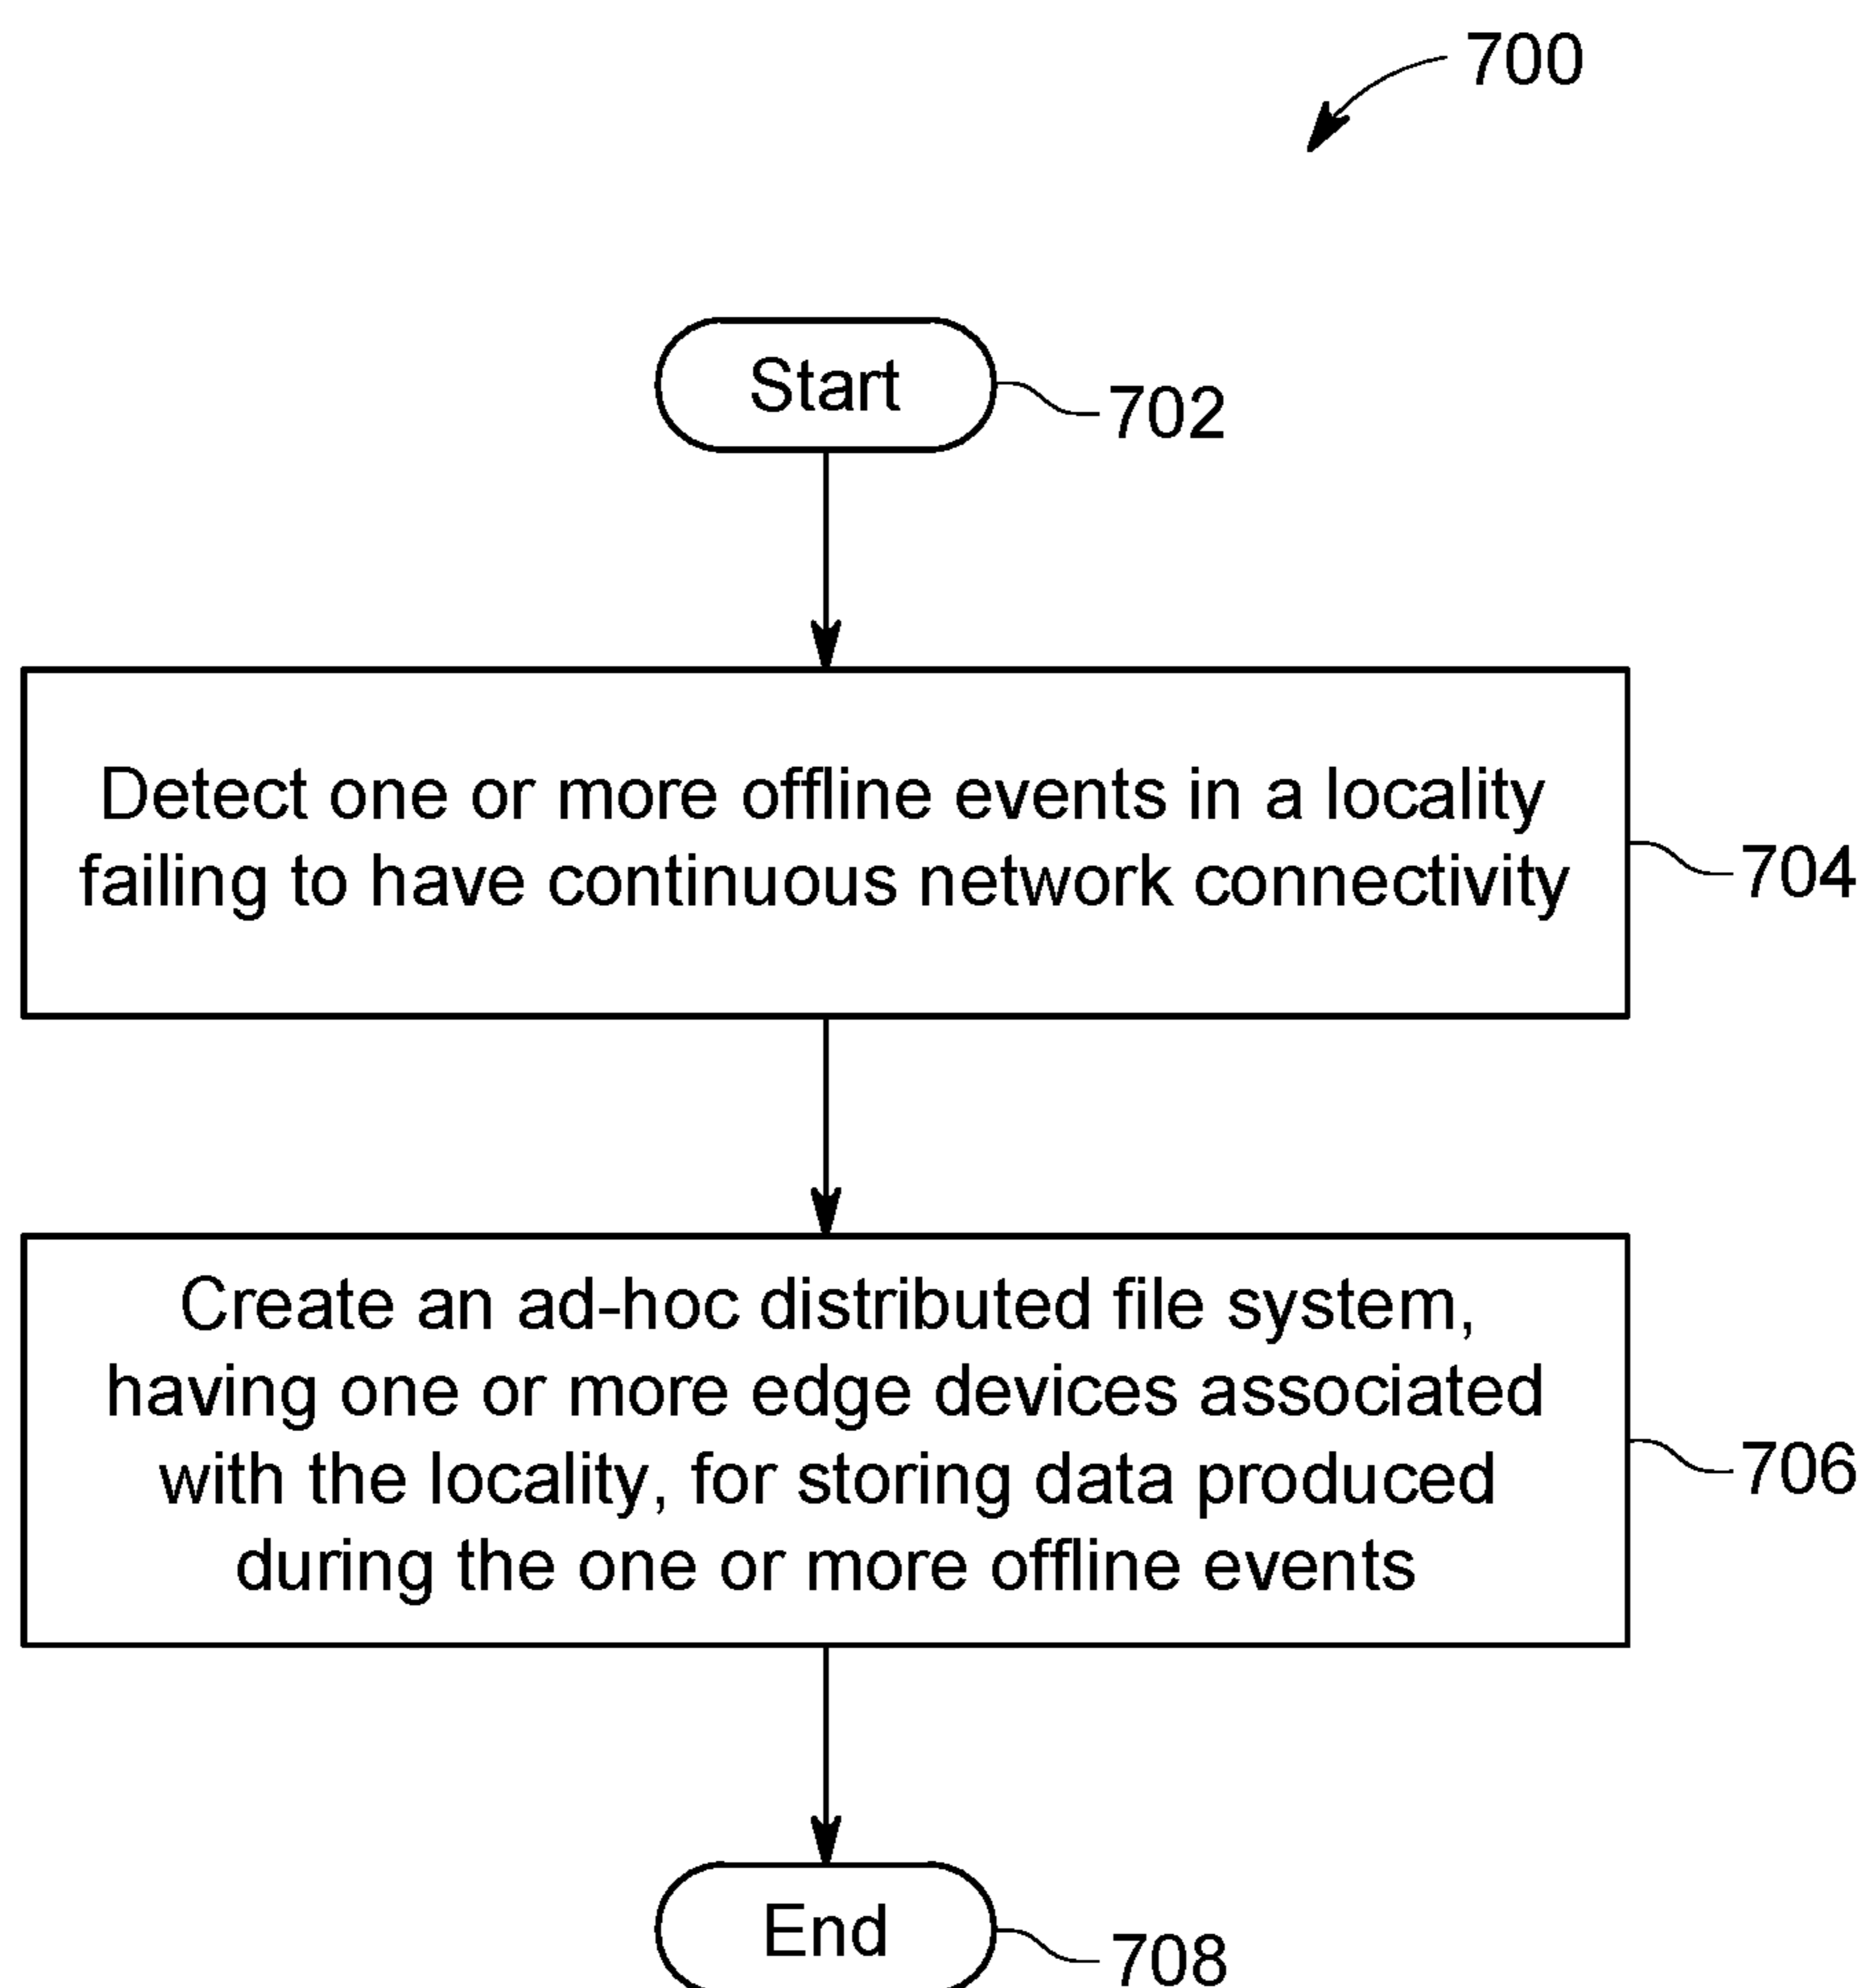 700
Start
702
Detect one or more offline events in a locality
failing to have continuous network connectivity
704
Create an ad-hoc distributed file system,
having one or more edge devices associated
with the locality, for storing data produced
during the one or more offline events
706
End
708